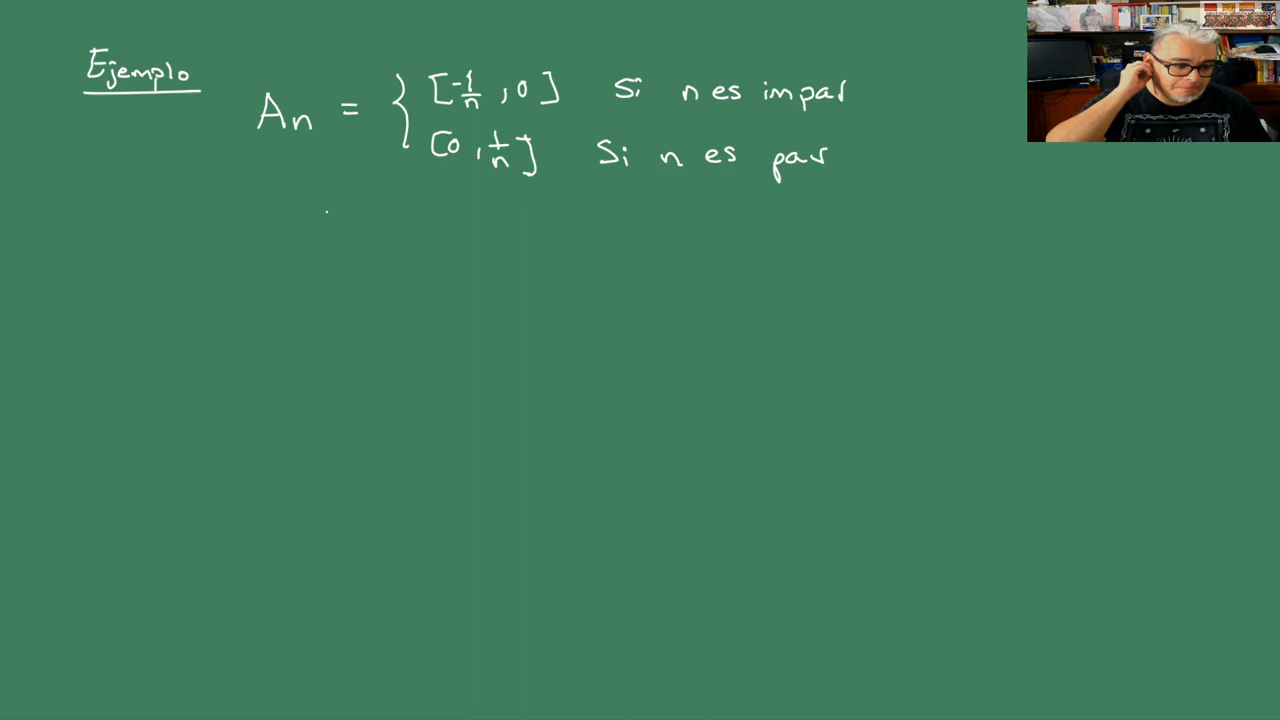 Ejemplo
An = { [-1/n , 0] Si n es impar
[0 , 1/n] Si n es par